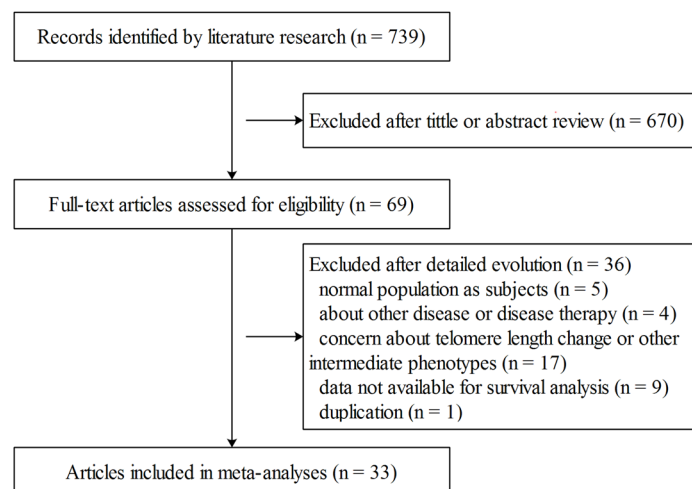 Records identified by literature research (n = 739)
Excluded after tittle or abstract review (n = 670)
Full-text articles assessed for eligibility (n = 69)
Excluded after detailed evolution (n = 36)
normal population as subjects (n = 5)
about other disease or disease therapy (n = 4)
concern about telomere length change or other
intermediate phenotypes (n = 17)
data not available for survival analysis (n = 9)
duplication (n = 1)
Articles included in meta-analyses (n = 33)